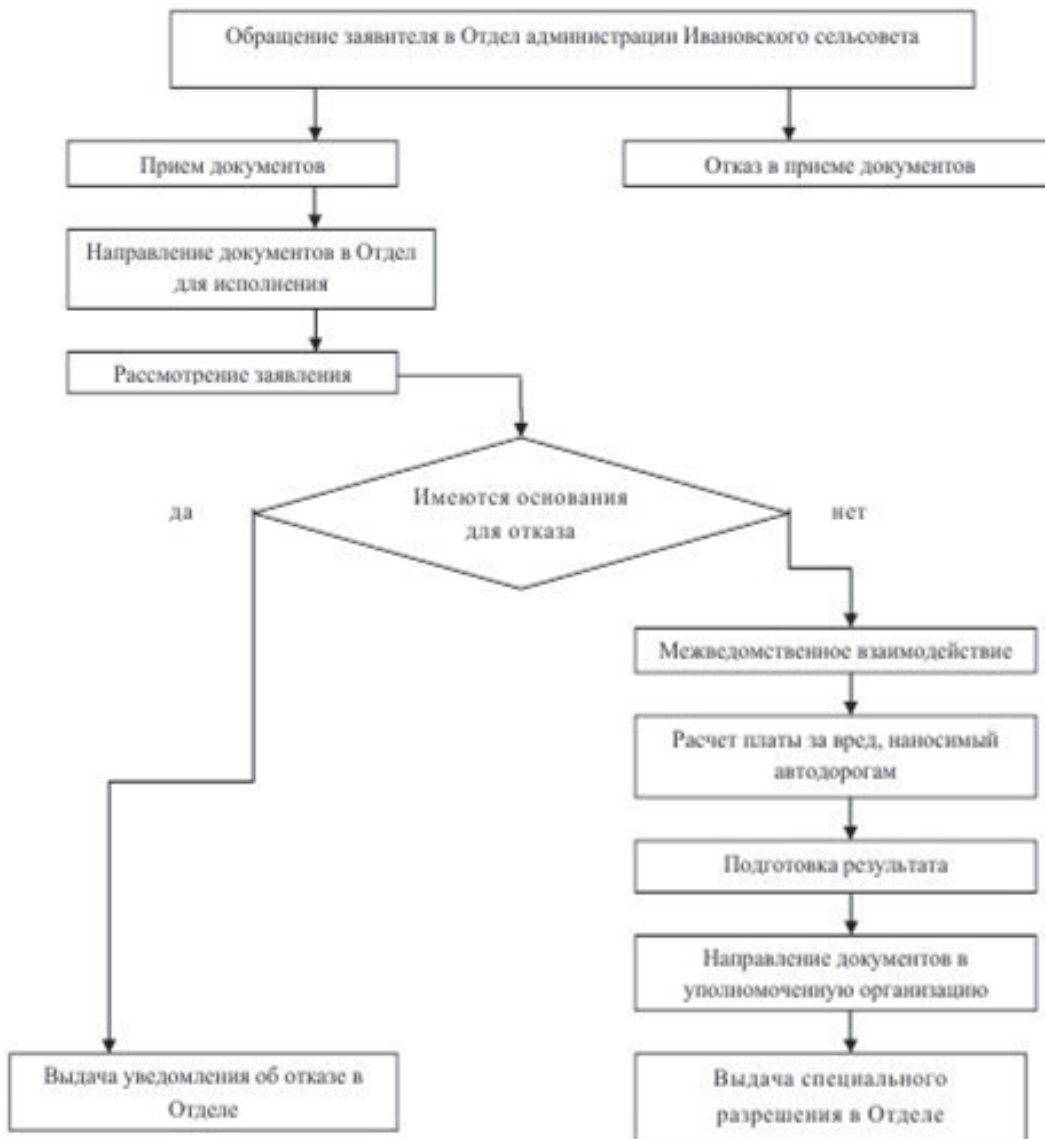 Обращение заявителя в Отдел администрации Ивановского сельсовета
Прием документов
Отказ в приеме документов
Направление документов в Отдел
для исполнения
Рассмотрение заявления
Имеются основания
для отказа
да
нет
Межведомственное взаимодействие
Расчет платы за вред, наносимый
автодорогам
Подготовка результата
Направление документов в
уполномоченную организацию
Выдача уведомления об отказе в
Отделе
Выдача специального
разрешения в Отделе